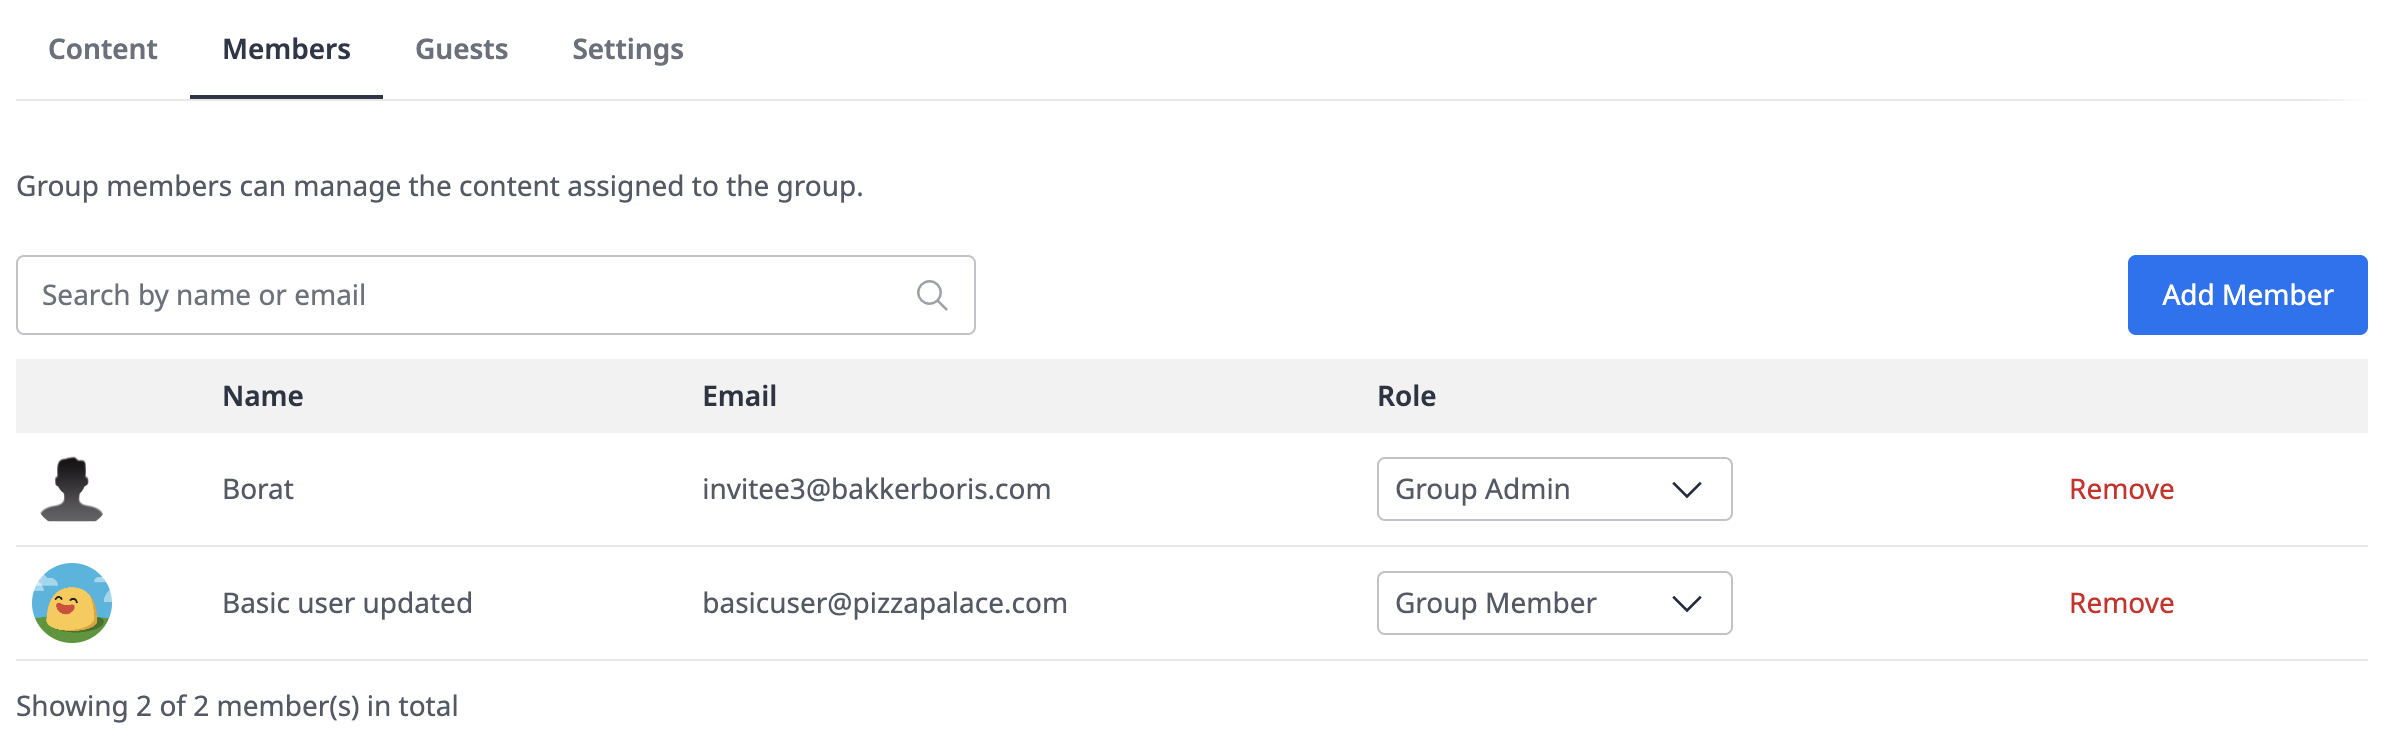 Content Members Guests Settings
Group members can manage the content assigned to the group.
Search by name or email
Add Member
Name Email Role
Borat invitee3@bakkerboris.com Group Admin Remove
Basic user updated basicuser@pizzapalace.com Group Member Remove
Showing 2 of 2 member(s) in total